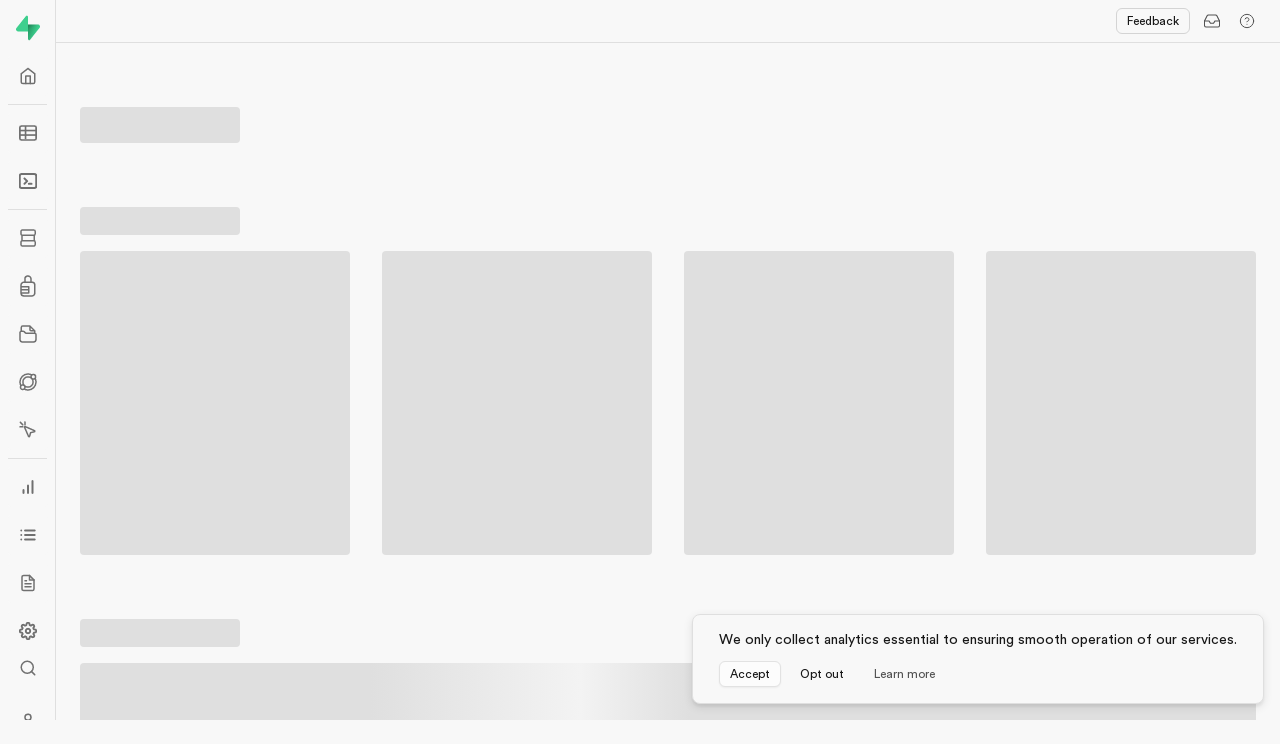 Feedback
We only collect analytics essential to ensuring smooth operation of our services.
Accept Opt out Learn more